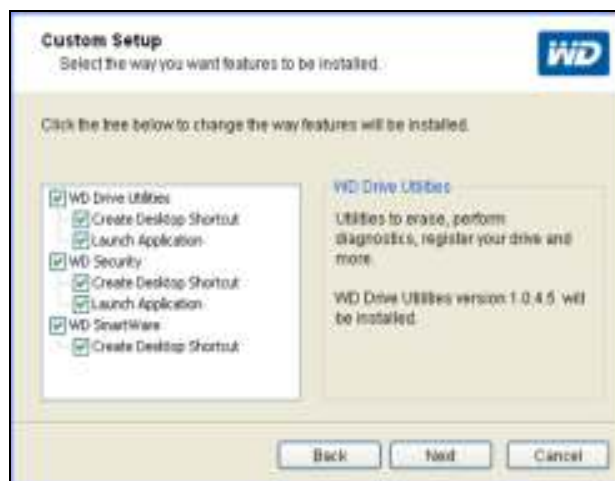 Custom Setup
Select the way you want features to be installed.
WD
Click the tree below to change the way features will be installed.
WD Drive Utilities
Create Desktop Shortcut
Launch Application
WD Security
Create Desktop Shortcut
Launch Application
WD SmartWare
Create Desktop Shortcut
WD Drive Utilities
Utilities to erase, perform
diagnostics, register your drive and
more.
WD Drive Utilities version 1.0.4.5 will
be installed.
Back
Next
Cancel